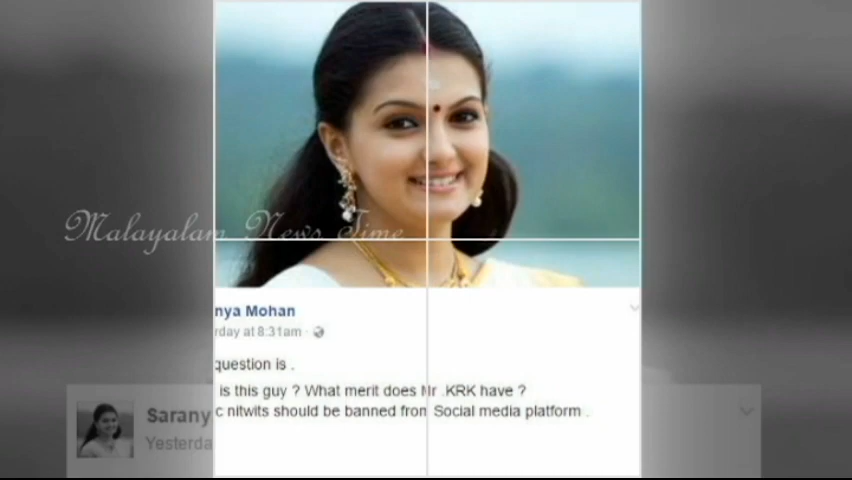 Malayalam News Time
nya Mohan
rday at 8:31am ·
question is .
is this guy ? What merit does Mr .KRK have ?
c nitwits should be banned from Social media platform .
Sarany
Yesterda